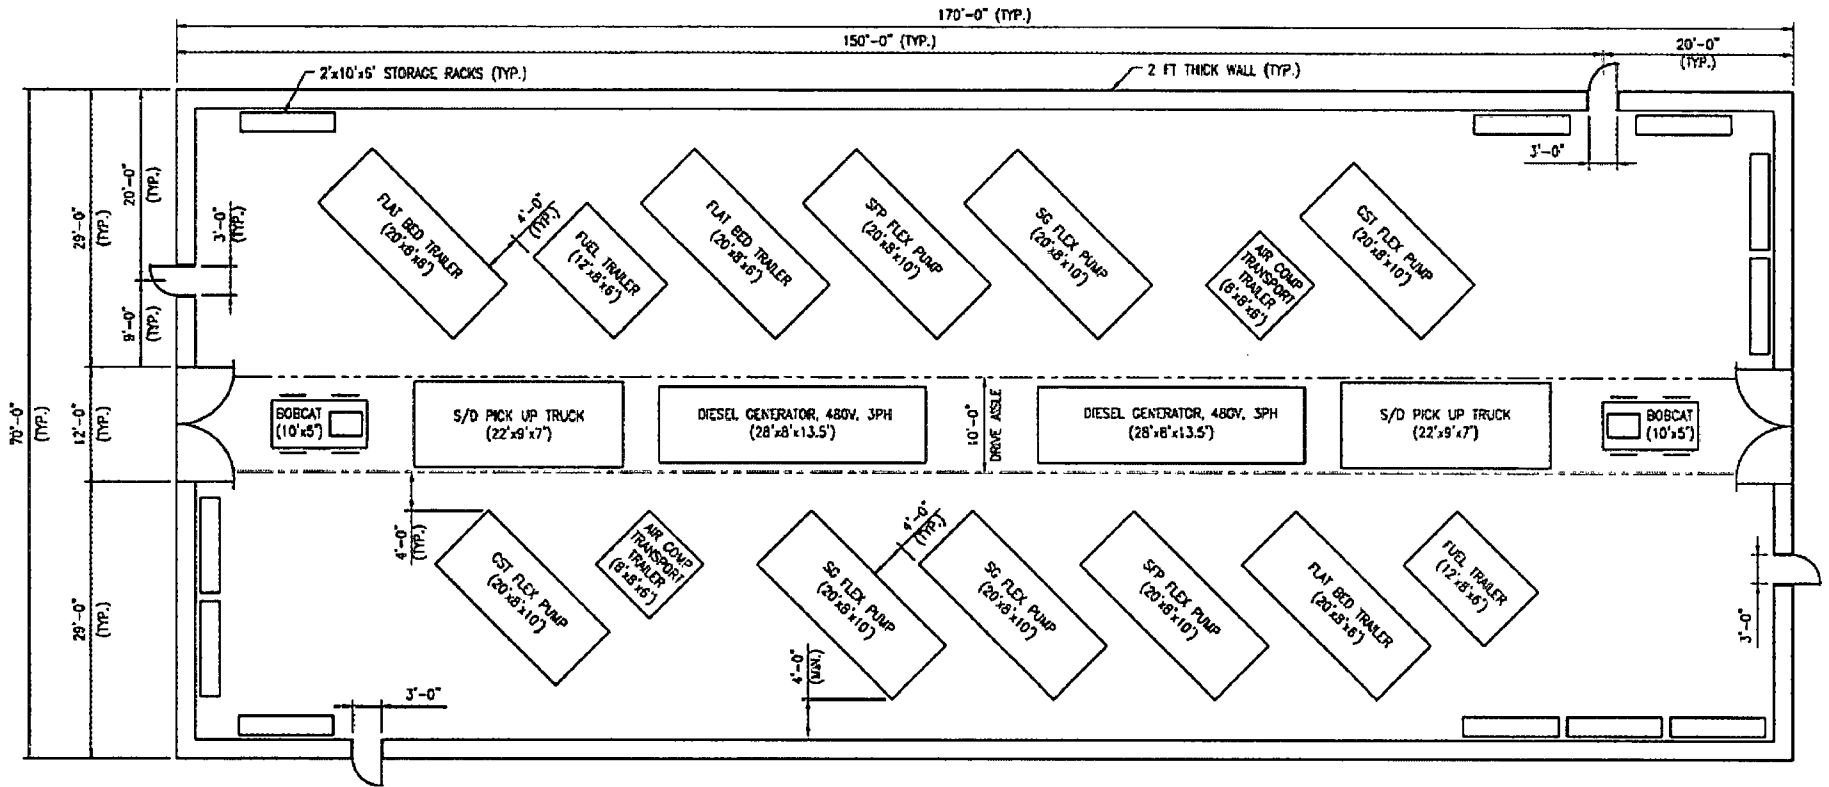 170'-0" (TYP.)
150'-0" (TYP.)
20'-0"
(TYP.)
2'x10'x6' STORAGE RACKS (TYP.)
2 FT THICK WALL (TYP.)
3'-0"
20'-0"
(TYP.)
29'-0"
(TYP.)
3'-0"
(TYP.)
9'-0"
(TYP.)
FLAT BED TRAILER
(20'x8'x8')
4'-0"
(TYP.)
FUEL TRAILER
(12'x8'x6')
FLAT BED TRAILER
(20'x8'x6')
SFP FLEX PUMP
(20'x8'x10')
SG FLEX PUMP
(20'x8'x10')
AIR COMP
TRANSPORT
TRAILER
(8'x8'x6')
CST FLEX PUMP
(20'x8'x10')
70'-0"
(TYP.)
12'-0"
(TYP.)
BOBCAT
(10'x5')
S/D PICK UP TRUCK
(22'x9'x7')
DIESEL GENERATOR, 480V, 3PH
(28'x8'x13.5')
10'-0"
DRIVE AISLE
DIESEL GENERATOR, 480V, 3PH
(28'x8'x13.5')
S/D PICK UP TRUCK
(22'x9'x7')
BOBCAT
(10'x5')
29'-0"
(TYP.)
4'-0"
(TYP.)
CST FLEX PUMP
(20'x8'x10')
AIR COMP
TRANSPORT
TRAILER
(8'x8'x6')
SG FLEX PUMP
(20'x8'x10')
4'-0"
(TYP.)
SG FLEX PUMP
(20'x8'x10')
SFP FLEX PUMP
(20'x8'x10')
FLAT BED TRAILER
(20'x8'x6')
FUEL TRAILER
(12'x8'x6')
3'-0"
4'-0"
(MIN.)
3'-0"